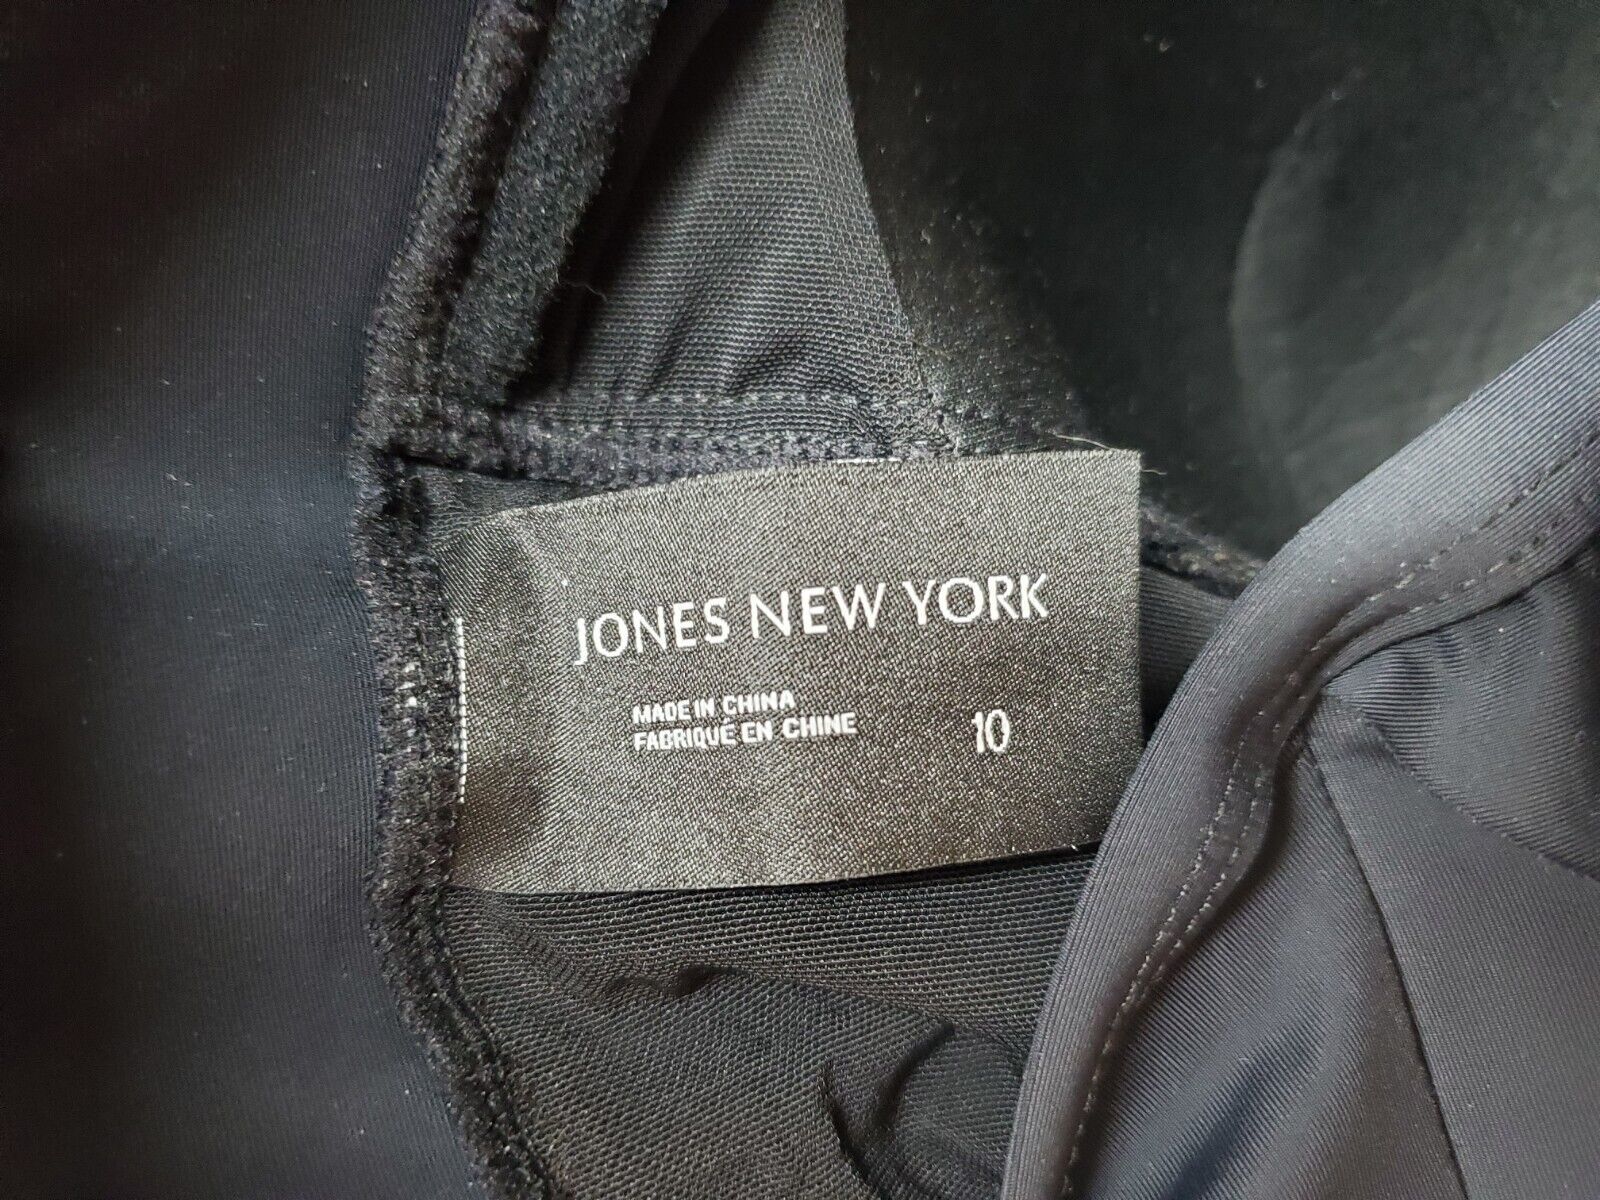 JONES NEW YORK
MADE IN CHINA
FABRIQUÉ EN CHINE
10